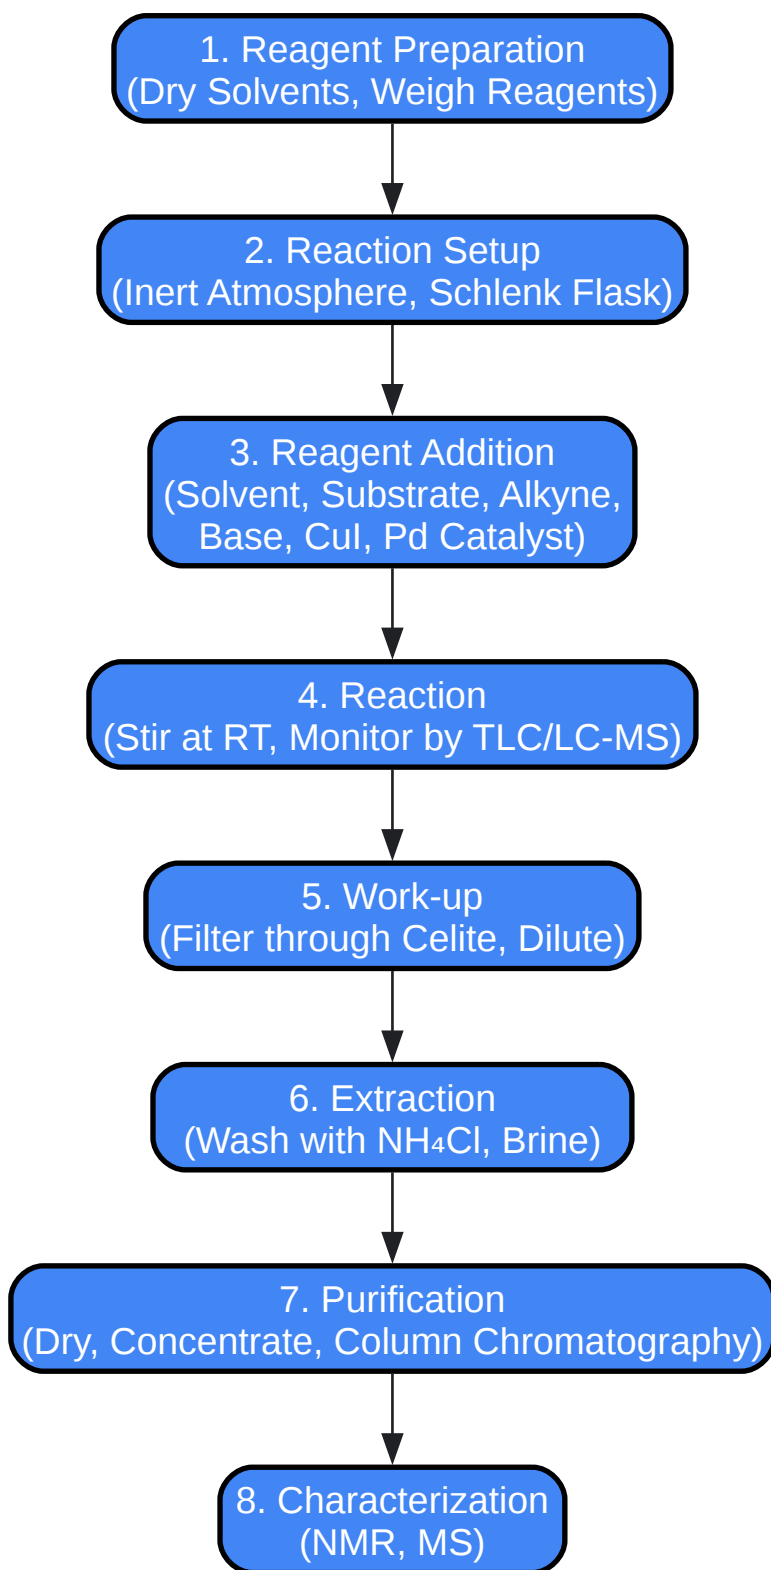 1. Reagent Preparation
(Dry Solvents, Weigh Reagents)
2. Reaction Setup
(Inert Atmosphere, Schlenk Flask)
3. Reagent Addition
(Solvent, Substrate, Alkyne,
Base, CuI, Pd Catalyst)
4. Reaction
(Stir at RT, Monitor by TLC/LC-MS)
5. Work-up
(Filter through Celite, Dilute)
6. Extraction
(Wash with NH₄Cl, Brine)
7. Purification
(Dry, Concentrate, Column Chromatography)
8. Characterization
(NMR, MS)